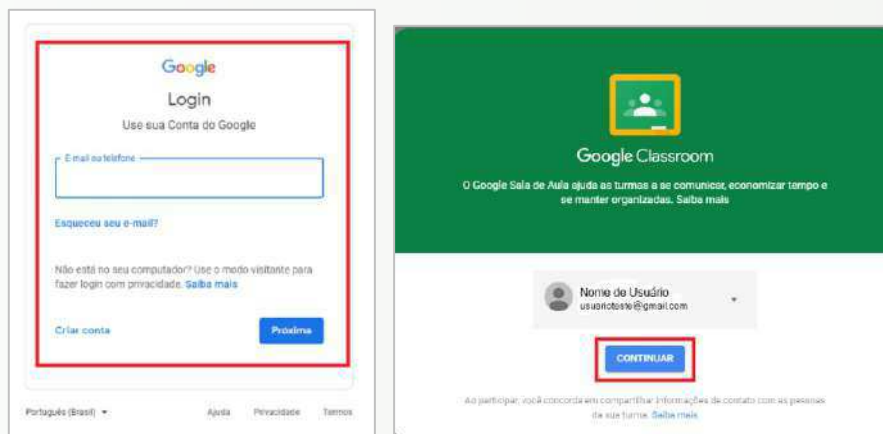 Google
Login
Use sua Conta do Google
E-mail ou telefone
Esqueceu seu e-mail?
Não está no seu computador? Use o modo visitante para
fazer login com privacidade. Saiba mais
Criar conta
Próxima
Português (Brasil)
Ajuda
Privacidade
Termos
Google Classroom
O Google Sala de Aula ajuda as turmas a se comunicar, economizar tempo e
se manter organizadas. Saiba mais
Nome de Usuário
usuarioteste@gmail.com
CONTINUAR
Ao participar, você concorda em compartilhar informações de contato com as pessoas
da sua turma. Saiba mais